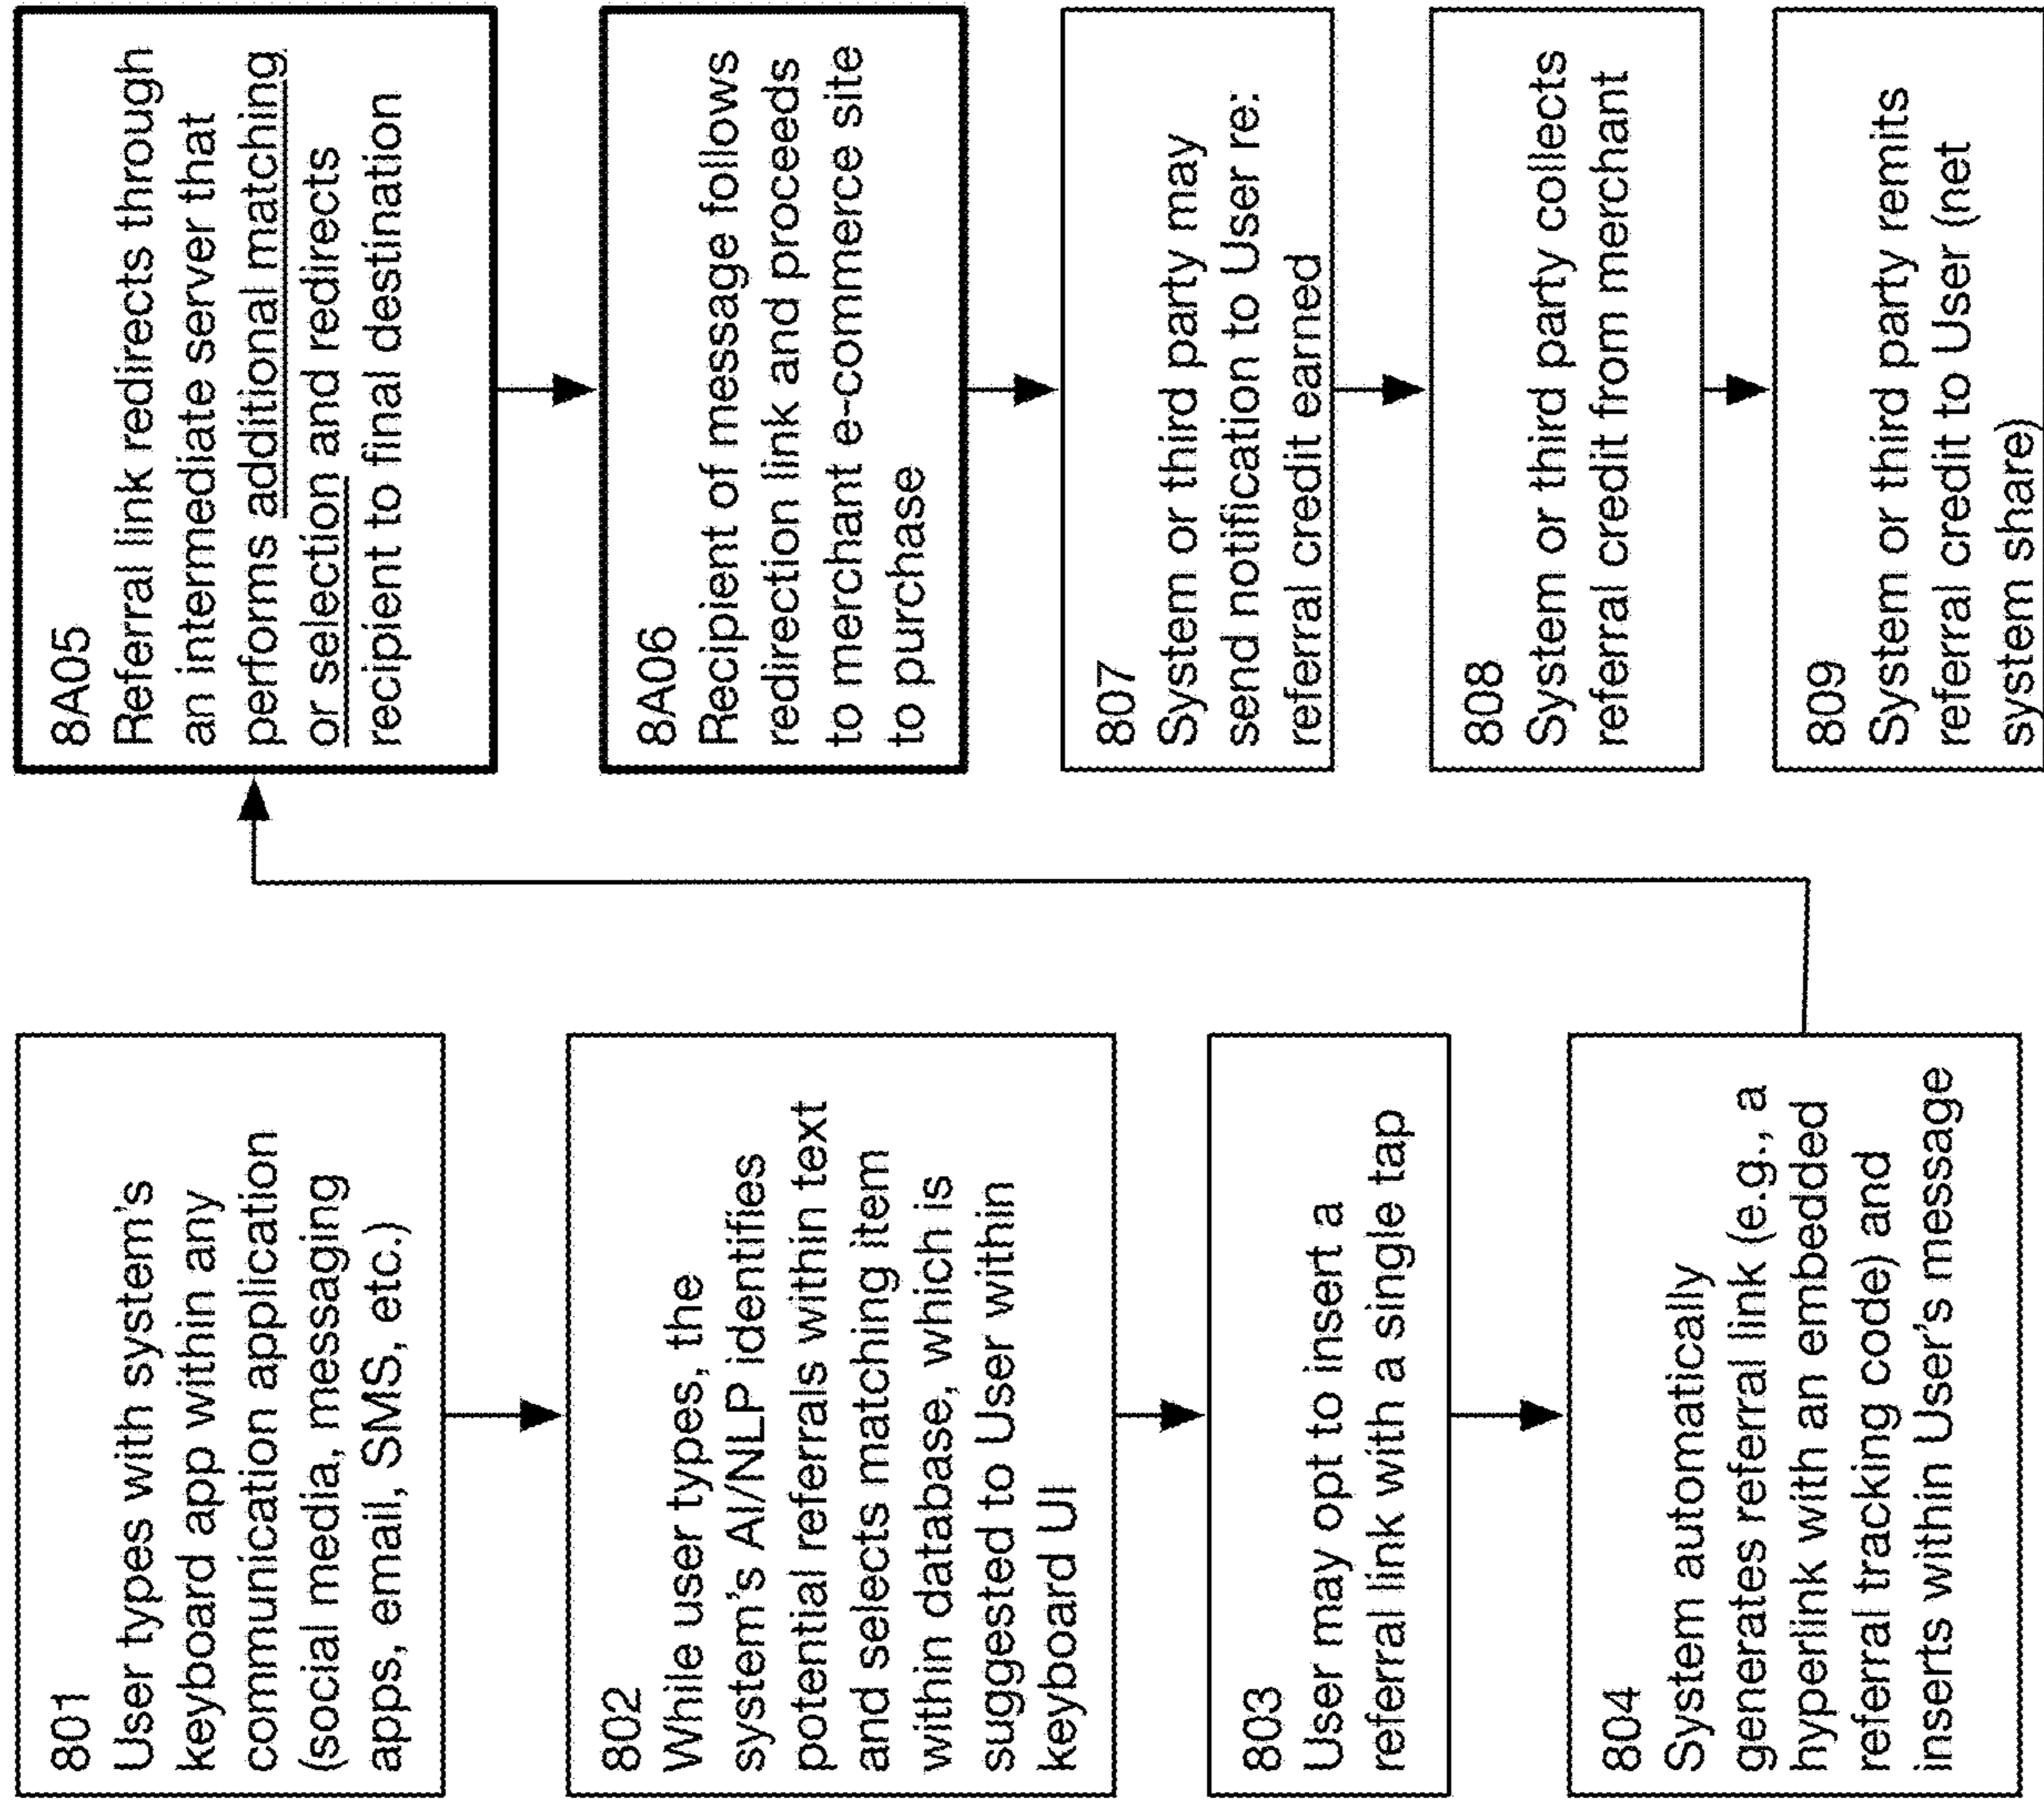 801
User types with system's
keyboard app within any
communication application
(social media, messaging
apps, email, SMS, etc.)
802
While user types, the
system's AI/NLP identifies
potential referrals within text
and selects matching item
within database, which is
suggested to User within
keyboard UI
803
User may opt to insert a
referral link with a single tap
804
System automatically
generates referral link (e.g., a
hyperlink with an embedded
referral tracking code) and
inserts within User's message
8A05
Referral link redirects through
an intermediate server that
performs additional matching
or selection and redirects
recipient to final destination
8A06
Recipient of message follows
redirection link and proceeds
to merchant e-commerce site
to purchase
807
System or third party may
send notification to User re:
referral credit earned
808
System or third party collects
referral credit from merchant
809
System or third party remits
referral credit to User (net
system share)